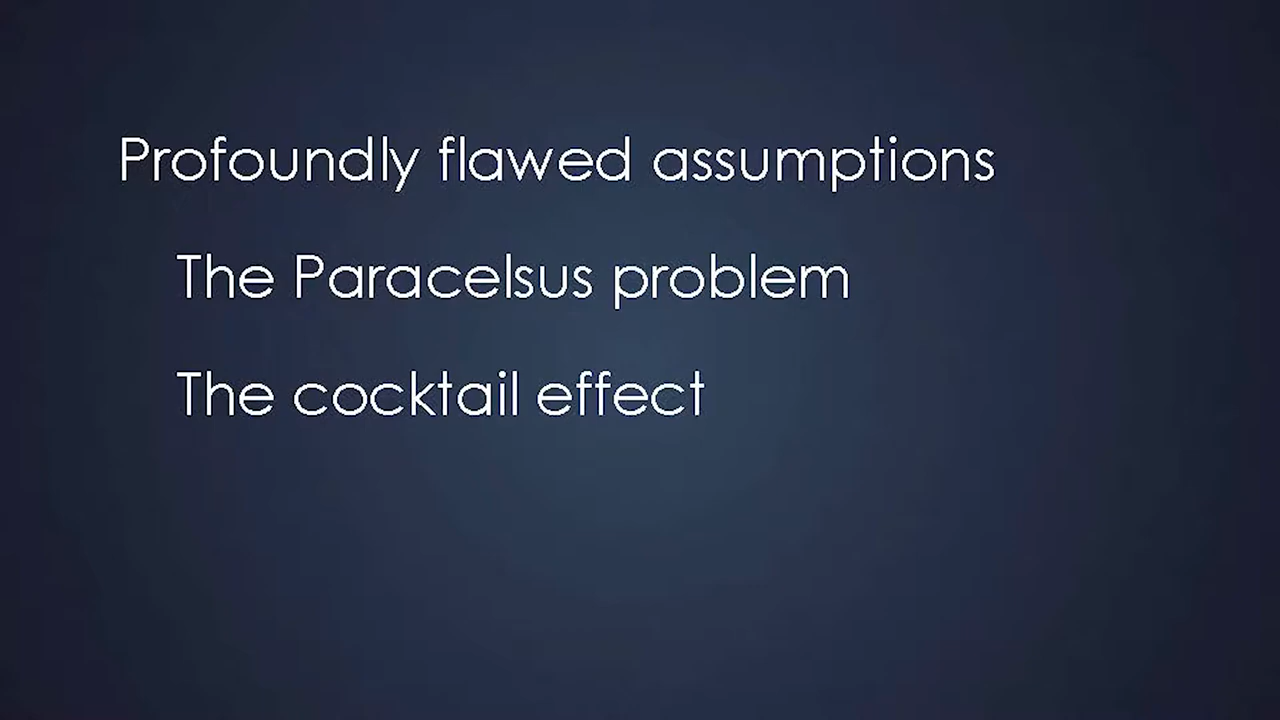 Profoundly flawed assumptions
The Paracelsus problem
The cocktail effect